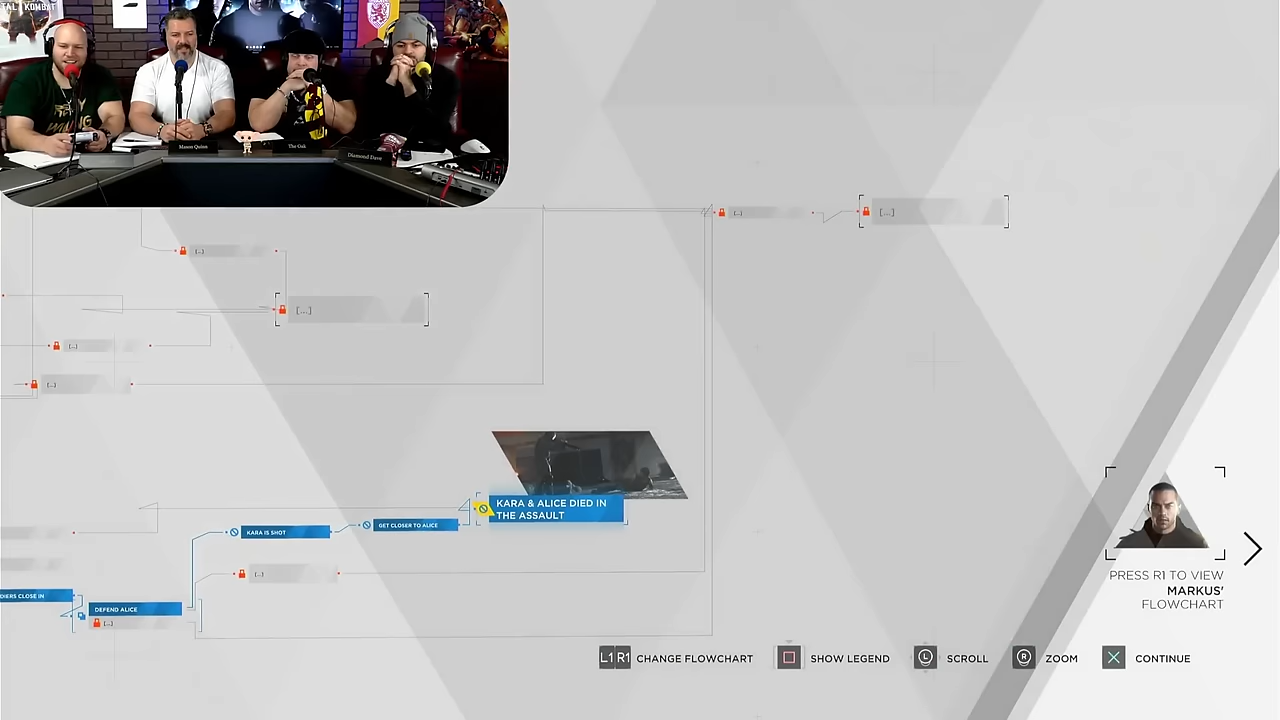 TAL KOMBAT
Mason Quinn
The Oak
Diamond Dave
[...]
[...]
[...]
[...]
[...]
[...]
KARA & ALICE DIED IN
THE ASSAULT
KARA IS SHOT
GET CLOSER TO ALICE
[...]
DIERS CLOSE IN
DEFEND ALICE
[...]
PRESS R1 TO VIEW
MARKUS'
FLOWCHART
L1 R1 CHANGE FLOWCHART
SHOW LEGEND
L SCROLL
R ZOOM
CONTINUE